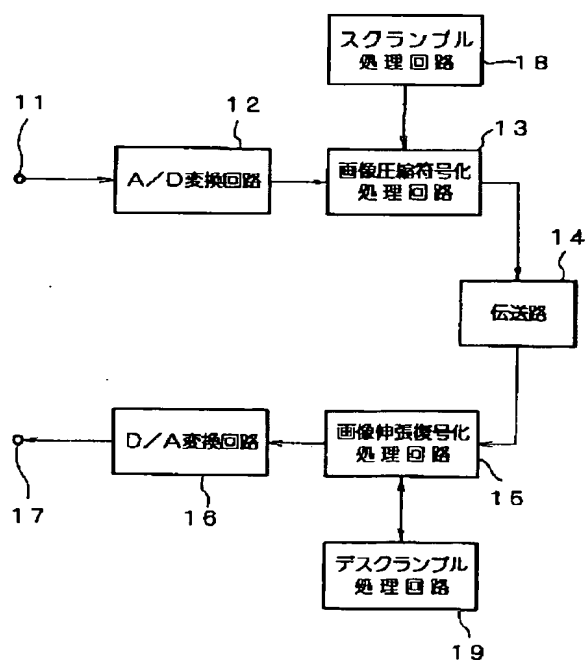 スクランブル
処理回路
18
11
12
13
A/D変換回路
画像圧縮符号化
処理回路
14
伝送路
D/A変換回路
画像伸張復号化
処理回路
17
16
15
デスクランブル
処理回路
19